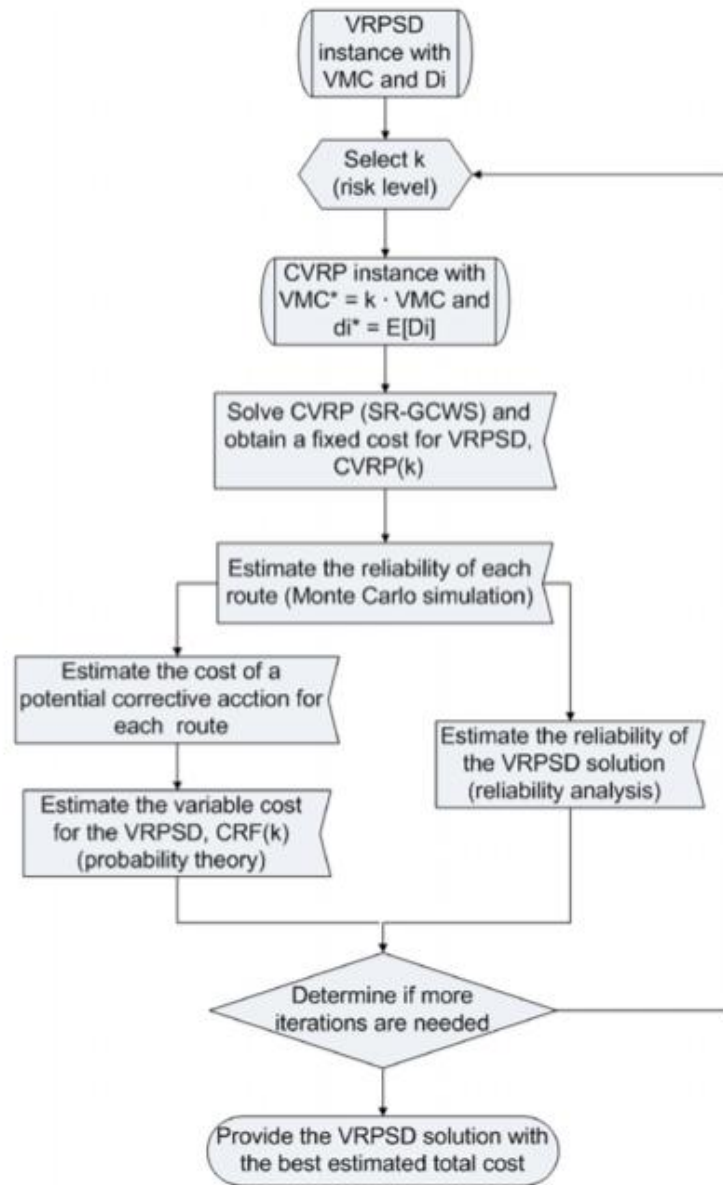 VRPSD
instance with
VMC and Di
Select k
(risk level)
CVRP instance with
VMC* = k · VMC and
di* = E[Di]
Solve CVRP (SR-GCWS) and
obtain a fixed cost for VRPSD,
CVRP(k)
Estimate the reliability of each
route (Monte Carlo simulation)
Estimate the cost of a
potential corrective acction for
each route
Estimate the variable cost
for the VRPSD, CRF(k)
(probability theory)
Estimate the reliability of
the VRPSD solution
(reliability analysis)
Determine if more
iterations are needed
Provide the VRPSD solution with
the best estimated total cost